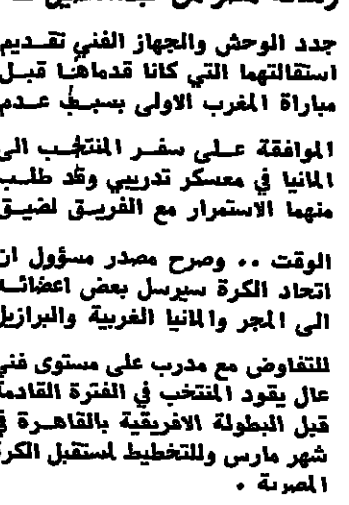 جدد الوحش والجهاز الفني تقديم
استقالتهما التي كانا قدماهنا قبل
مباراة المغرب الاولى بسبب عدم
الموافقة على سفر المنتخب الى
المانيا في معسكر تدريبي وقد طلب
منهما الاستمرار مع الفريق لضيق
الوقت .. وصرح مصدر مسؤول ان
اتحاد الكرة سيرسل بعض اعضائه
الى المجر والمانيا الغربية والبرازيل
للتفاوض مع مدرب على مستوى فني
عال يقود المنتخب في الفترة القادمة
قبل البطولة الافريقية بالقاهرة في
شهر مارس وللتخطيط لمستقبل الكرة
المصرية .